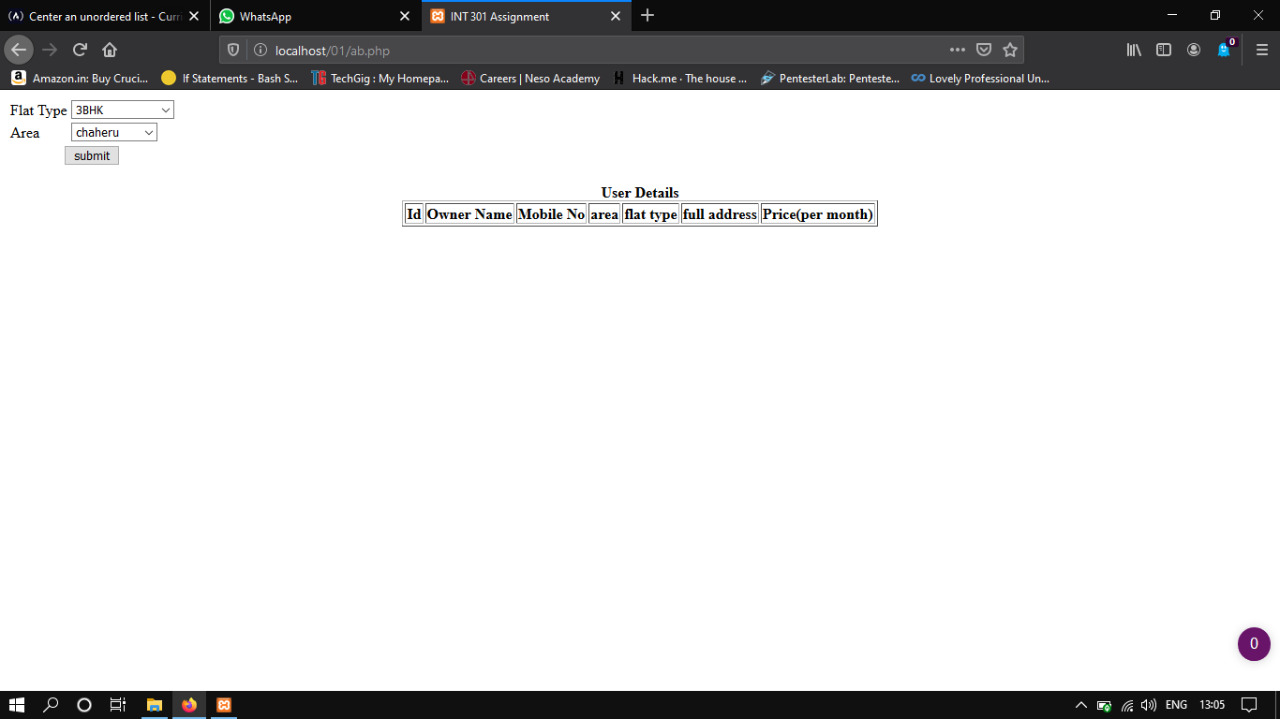 Center an unordered list - Curr
WhatsApp
INT 301 Assignment
localhost/01/ab.php
0
Amazon.in: Buy Cruci...
If Statements - Bash S...
TechGig : My Homepa...
Careers | Neso Academy
Hack.me · The house ...
PentesterLab: Penteste...
Lovely Professional Un...
Flat Type 3BHK
Area chaheru
submit
User Details
Id Owner Name Mobile No area flat type full address Price(per month)
0
ENG 13:05